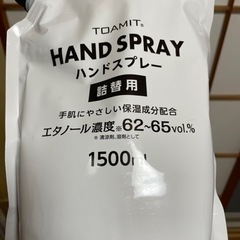 TOAMIT®
HAND SPRAY
ハンドスプレー
詰替用
手肌にやさしい保湿成分配合
エタノール濃度※62~65vol.%
※ 清涼剤、溶剤として
1500ml